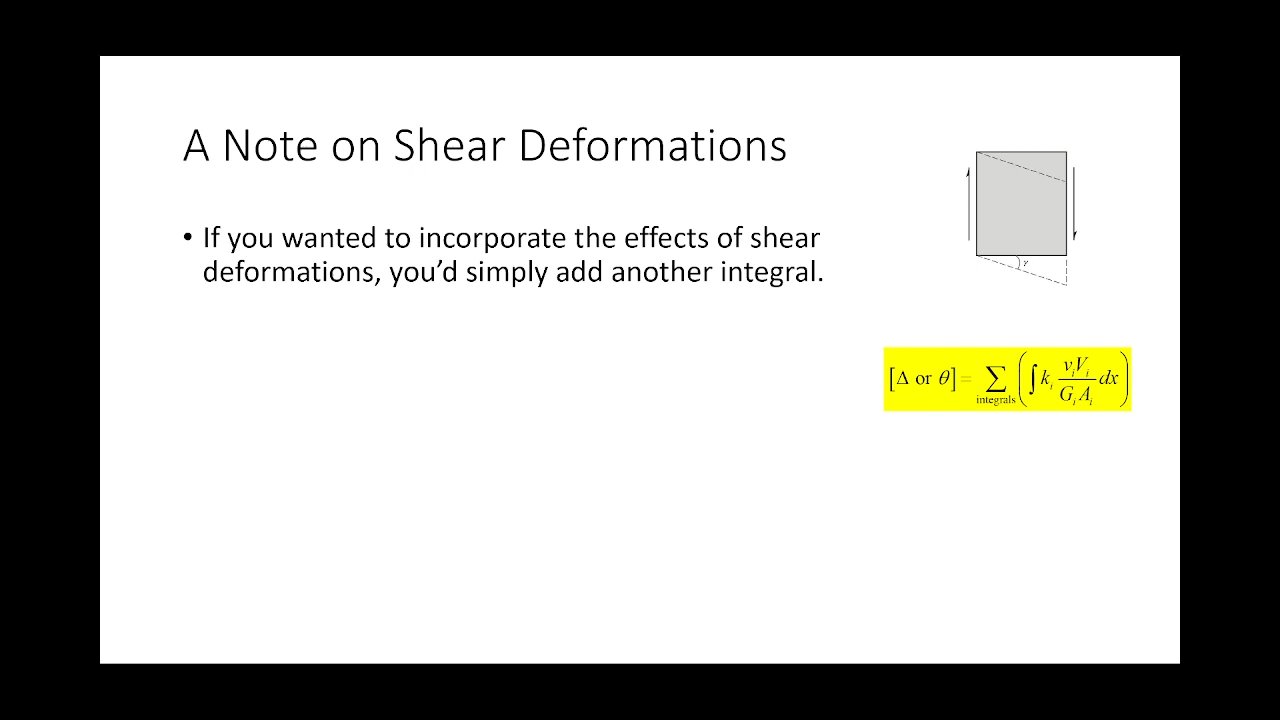 A Note on Shear Deformations
• If you wanted to incorporate the effects of shear
deformations, you’d simply add another integral.
γ
[Δ or θ] = ∑_{integrals} (∫ k_i \frac{v_i V_i}{G_i A_i} dx)